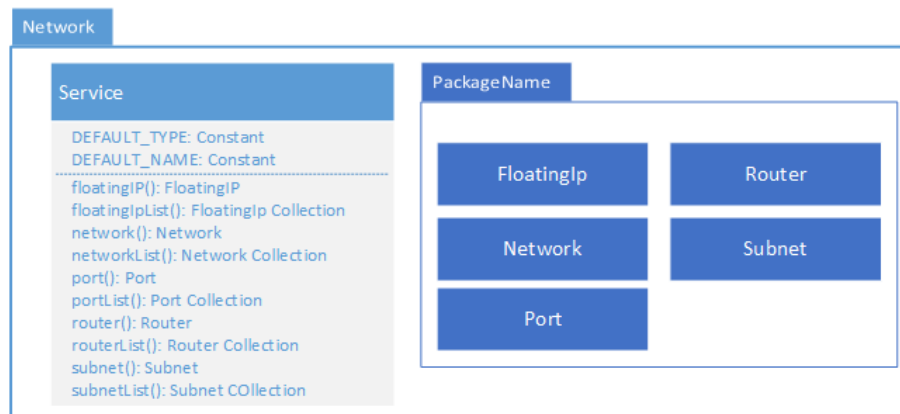 Network
Service
DEFAULT_TYPE: Constant
DEFAULT_NAME: Constant
floatingIP(): FloatingIP
floatingIpList(): FloatingIp Collection
network(): Network
networkList(): Network Collection
port(): Port
portList(): Port Collection
router(): Router
routerList(): Router Collection
subnet(): Subnet
subnetList(): Subnet COllection
PackageName
FloatingIp
Router
Network
Subnet
Port